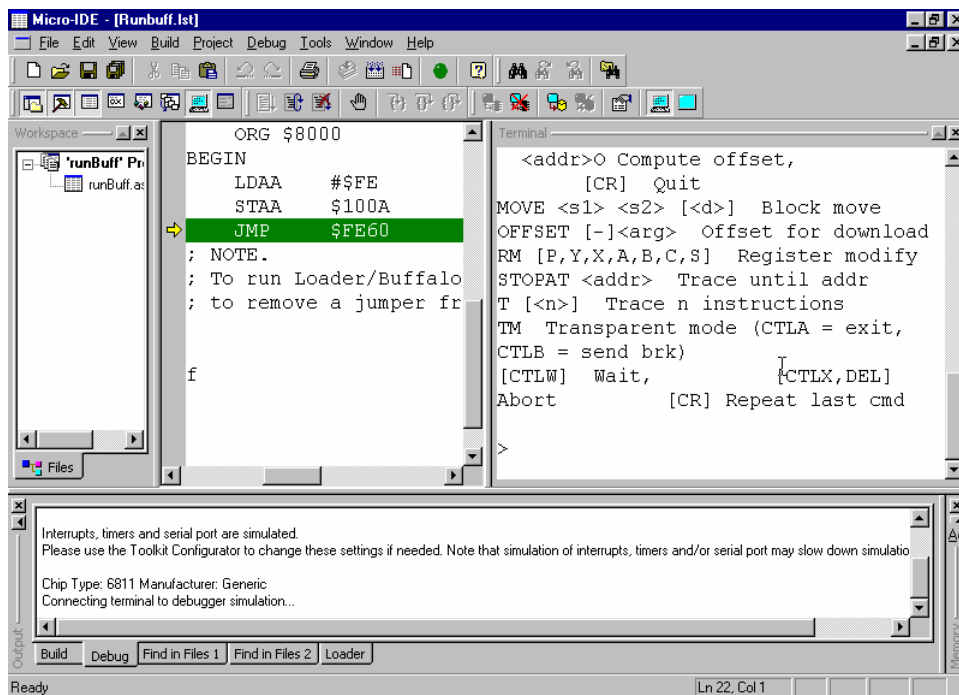 Micro-IDE - [Runbuff.lst]
File Edit View Build Project Debug Tools Window Help
Workspace
'runBuff' Pr
runBuff.a
Files
ORG $8000
BEGIN
LDAA #$FE
STAA $100A
JMP $FE60
; NOTE.
; To run Loader/Buffalo
; to remove a jumper fr
f
Terminal
<addr>O Compute offset,
[CR] Quit
MOVE <s1> <s2> [<d>] Block move
OFFSET [-]<arg> Offset for download
RM [P,Y,X,A,B,C,S] Register modify
STOPAT <addr> Trace until addr
T [<n>] Trace n instructions
TM Transparent mode (CTLA = exit,
CTLB = send brk)
[CTLW] Wait, [CTLX,DEL]
Abort [CR] Repeat last cmd
>
Interrupts, timers and serial port are simulated.
Please use the Toolkit Configurator to change these settings if needed. Note that simulation of interrupts, timers and/or serial port may slow down simulatio
Chip Type: 6811 Manufacturer: Generic
Connecting terminal to debugger simulation...
Output
Build Debug Find in Files 1 Find in Files 2 Loader
Memory
Ready
Ln 22, Col 1